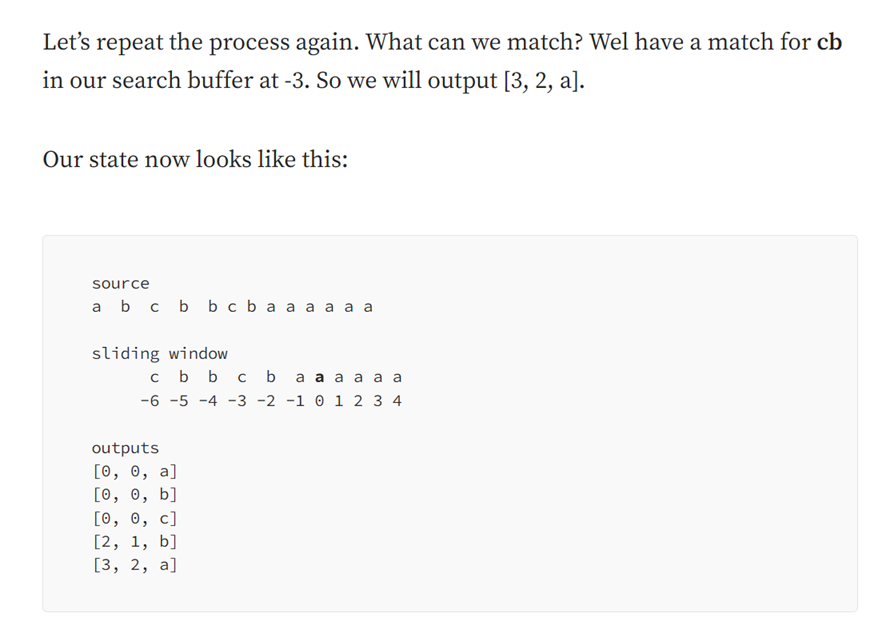 Let’s repeat the process again. What can we match? Wel have a match for cb
in our search buffer at -3. So we will output [3, 2, a].
Our state now looks like this:
source
a  b  c  b  b c b a a a a a a
sliding window
      c  b  b  c  b  a a a a a a
     -6 -5 -4 -3 -2 -1 0 1 2 3 4
outputs
[0, 0, a]
[0, 0, b]
[0, 0, c]
[2, 1, b]
[3, 2, a]